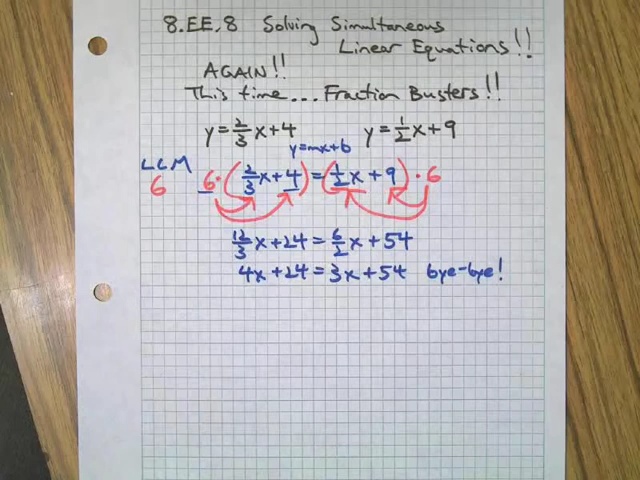 8.EE.8 Solving Simultaneous
Linear Equations!!
AGAIN!!
This time... Fraction Busters!!
y=2/3x+4 y=1/2x+9
y=mx+b
LCM
6 6·(2/3x+4)=(1/2x+9)·6
12/3x+24=6/2x+54
4x+24=3x+54 bye-bye!